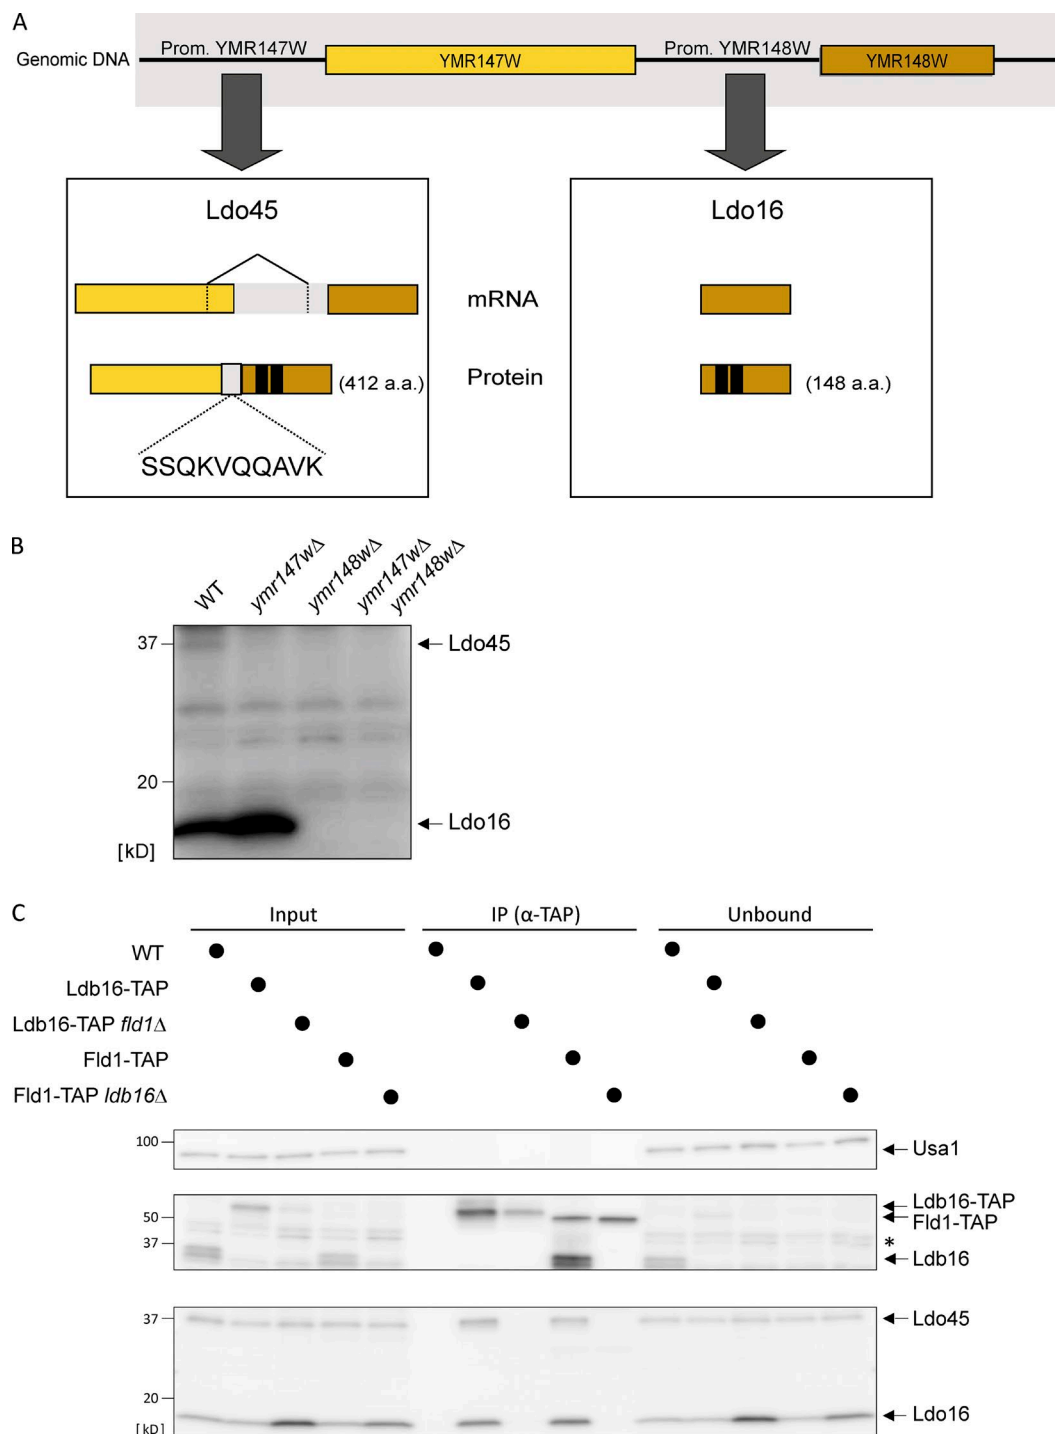 A
Genomic DNA
Prom. YMR147W
YMR147W
Prom. YMR148W
YMR148W
Ldo45
Ldo16
mRNA
Protein
(412 a.a.)
(148 a.a.)
SSQKVQQAVK
B
WT
ymr147wΔ
ymr148wΔ
ymr147wΔ
ymr148wΔ
37
Ldo45
20
Ldo16
[kD]
C
Input
IP (α-TAP)
Unbound
WT
Ldb16-TAP
Ldb16-TAP fld1Δ
Fld1-TAP
Fld1-TAP ldb16Δ
100
Usa1
Ldb16-TAP
50
Fld1-TAP
37
*
Ldb16
37
Ldo45
20
Ldo16
[kD]